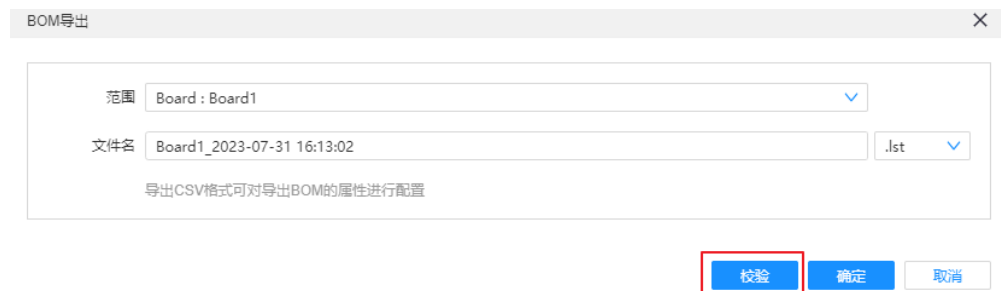 BOM导出
范围 Board : Board1
文件名 Board1_2023-07-31 16:13:02 .lst
导出CSV格式可对导出BOM的属性进行配置
校验 确定 取消